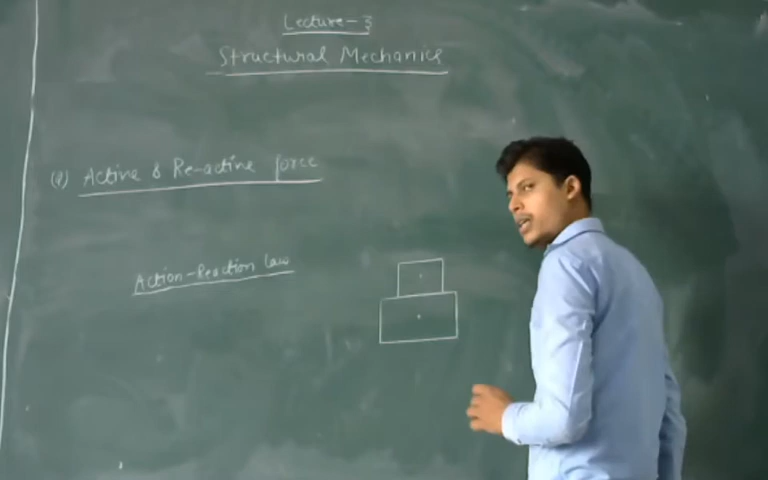 Lecture-3
Structural Mechanics
(e) Active & Re-active force
Action-Reaction law